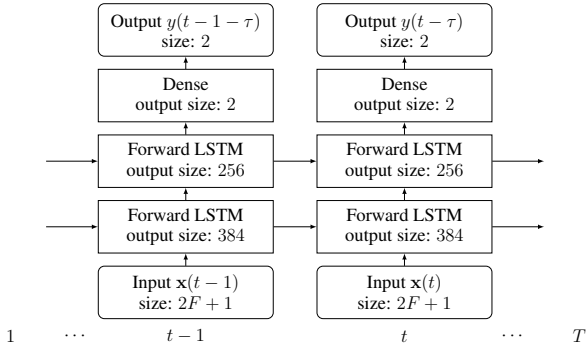 Output y(t − 1 − τ)
size: 2
Output y(t − τ)
size: 2
Dense
output size: 2
Dense
output size: 2
Forward LSTM
output size: 256
Forward LSTM
output size: 256
Forward LSTM
output size: 384
Forward LSTM
output size: 384
Input x(t − 1)
size: 2F + 1
Input x(t)
size: 2F + 1
1 ··· t − 1 t ··· T